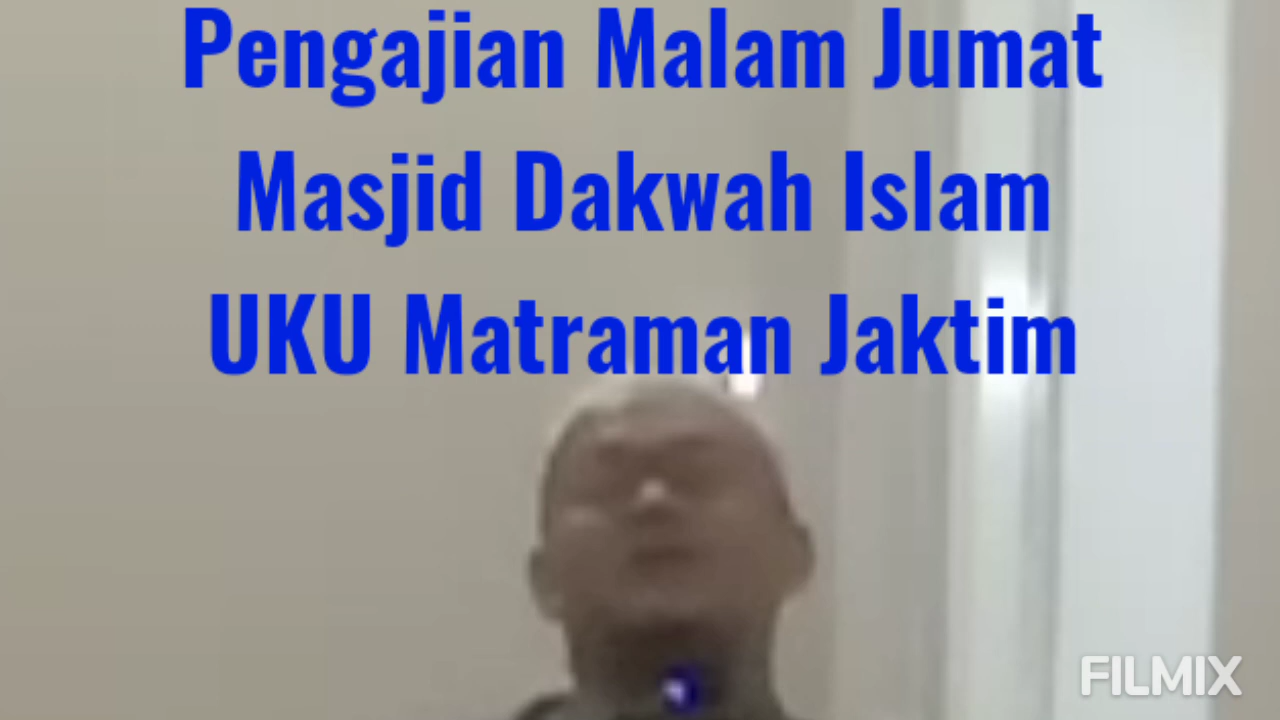 Pengajian Malam Jumat
Masjid Dakwah Islam
UKU Matraman Jaktim
FILMIX